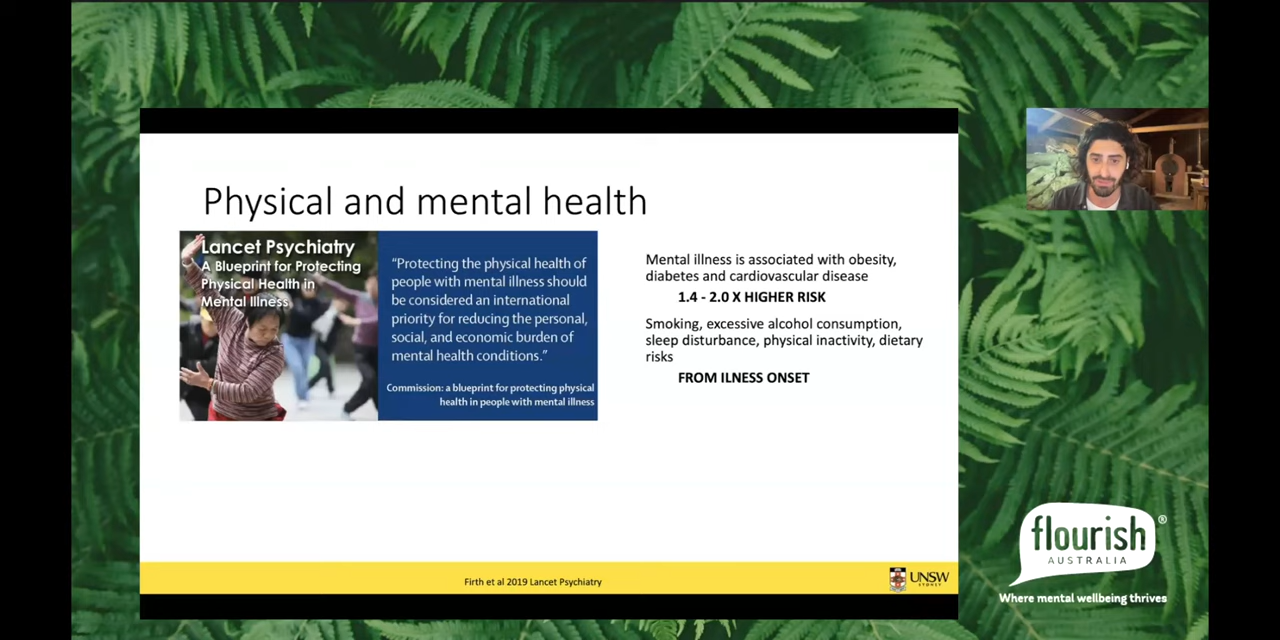 Physical and mental health
Lancet Psychiatry
A Blueprint for Protecting
Physical Health in
Mental Illness
“Protecting the physical health of
people with mental illness should
be considered an international
priority for reducing the personal,
social, and economic burden of
mental health conditions.”
Commission: a blueprint for protecting physical
health in people with mental illness
Mental illness is associated with obesity,
diabetes and cardiovascular disease
1.4 - 2.0 X HIGHER RISK
Smoking, excessive alcohol consumption,
sleep disturbance, physical inactivity, dietary
risks
FROM ILNESS ONSET
Firth et al 2019 Lancet Psychiatry
UNSW
SYDNEY
flourish®
AUSTRALIA
Where mental wellbeing thrives